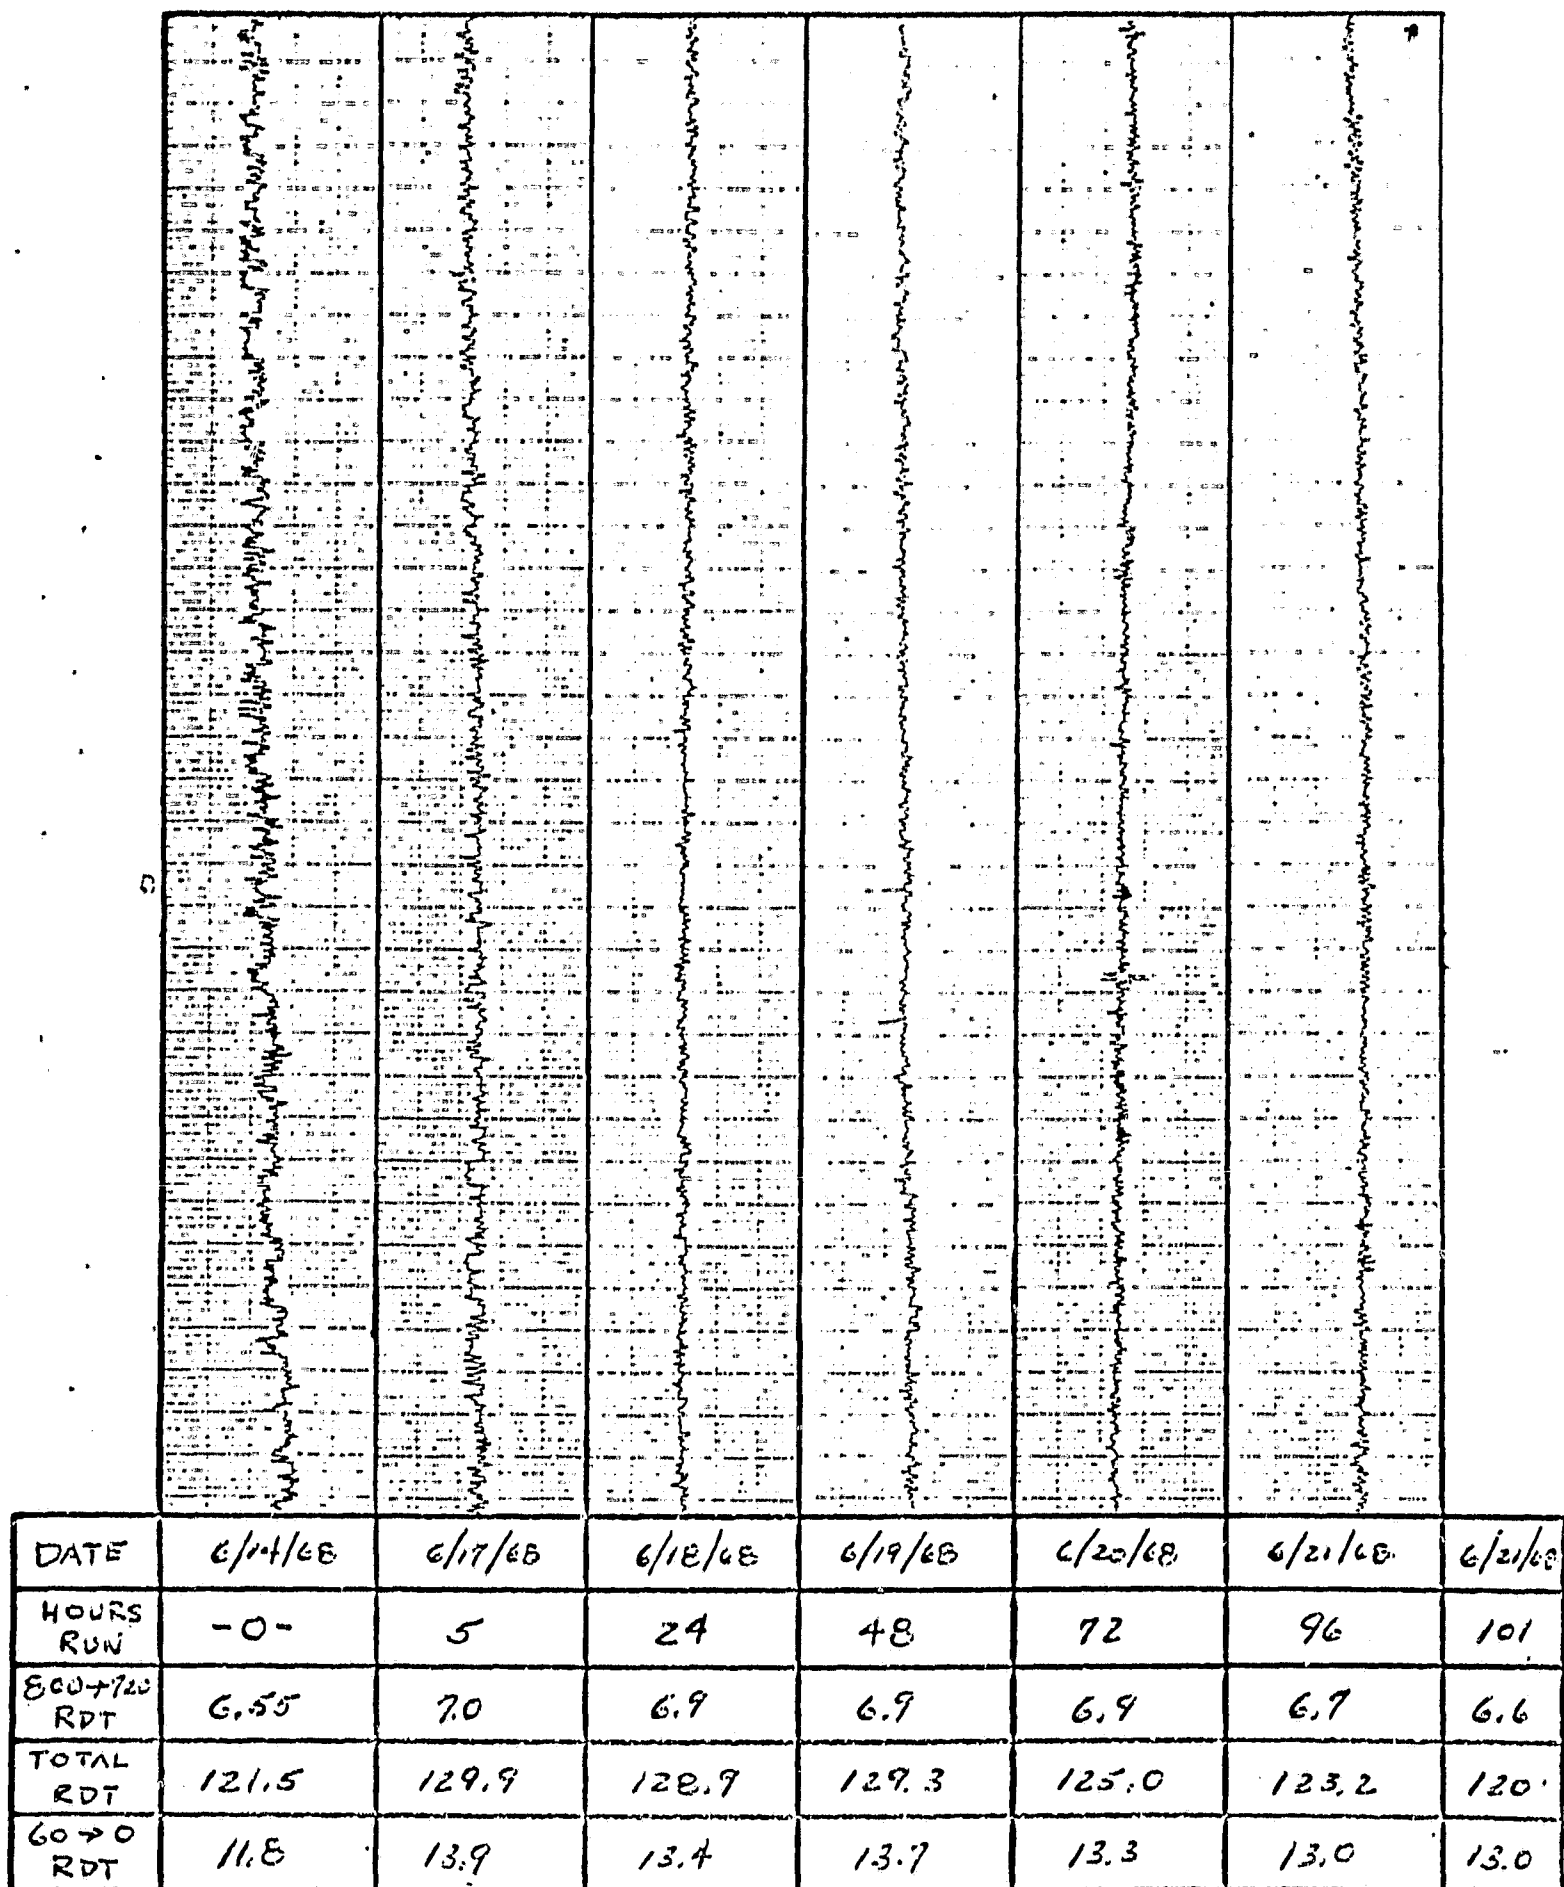 DATE 6/14/68 6/17/68 6/18/68 6/19/68 6/20/68 6/21/68 6/21/68
HOURS RUN -0- 5 24 48 72 96 101
800→720 RDT 6.55 7.0 6.9 6.9 6.9 6.7 6.6
TOTAL RDT 121.5 129.9 128.9 129.3 125.0 123.2 120
60→0 RDT 11.8 13.9 13.4 13.7 13.3 13.0 13.0